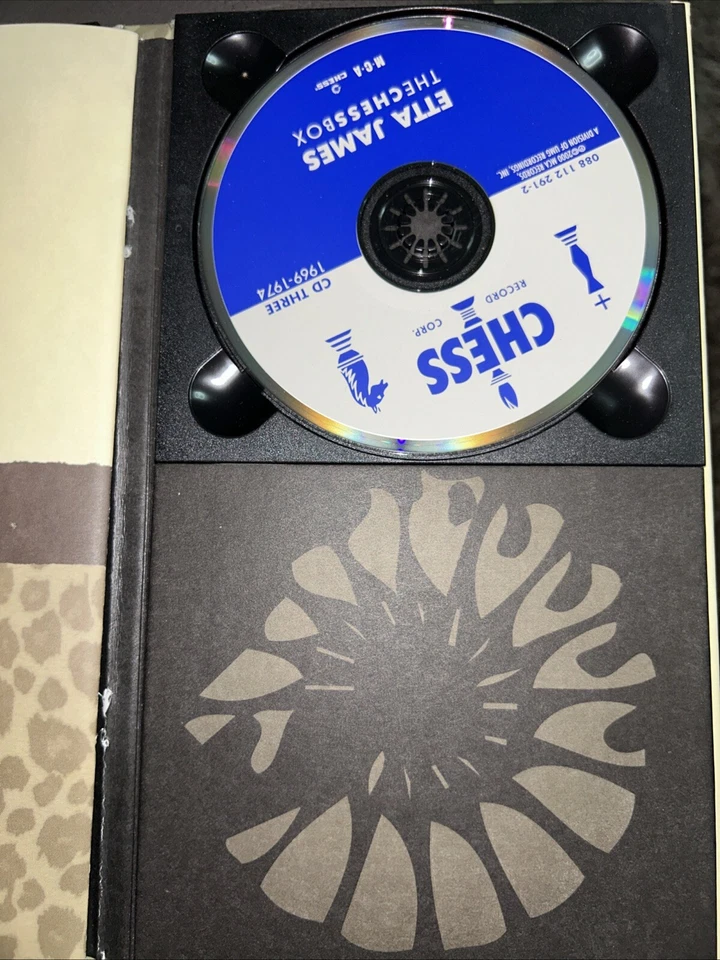 CHESS
RECORD CORP.
CD THREE
1969-1974
088 112 291-2
℗©2000 MCA RECORDS,
A DIVISION OF UMG RECORDINGS, INC.
ETTA JAMES
THECHESSBOX
M·C·A CHESS